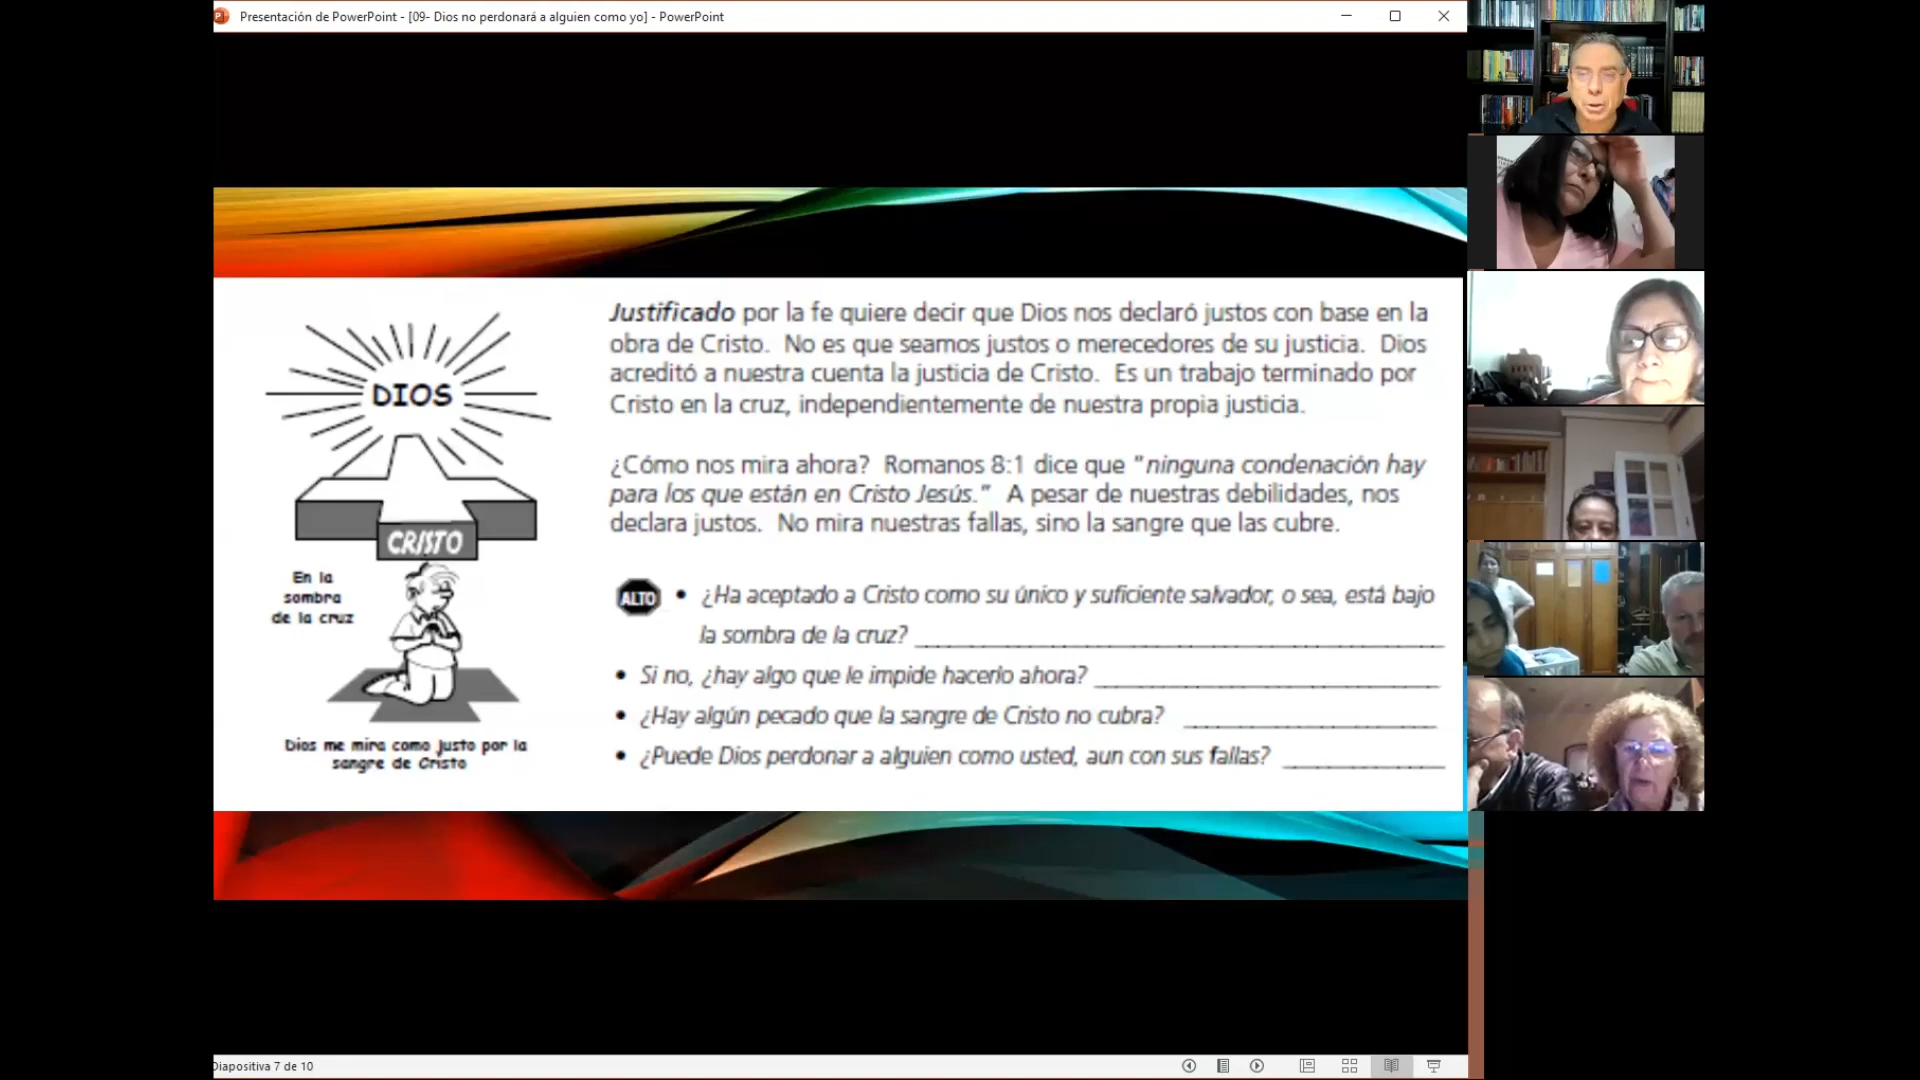 Presentación de PowerPoint - [09- Dios no perdonará a alguien como yo] - PowerPoint
DIOS
CRISTO
En la
sombra
de la cruz
Dios me mira como justo por la
sangre de Cristo
Justificado por la fe quiere decir que Dios nos declaró justos con base en la
obra de Cristo. No es que seamos justos o merecedores de su justicia. Dios
acreditó a nuestra cuenta la justicia de Cristo. Es un trabajo terminado por
Cristo en la cruz, independientemente de nuestra propia justicia.
¿Cómo nos mira ahora? Romanos 8:1 dice que "ninguna condenación hay
para los que están en Cristo Jesús." A pesar de nuestras debilidades, nos
declara justos. No mira nuestras fallas, sino la sangre que las cubre.
ALTO • ¿Ha aceptado a Cristo como su único y suficiente salvador, o sea, está bajo
la sombra de la cruz? ____________________
• Si no, ¿hay algo que le impide hacerlo ahora? ____________________
• ¿Hay algún pecado que la sangre de Cristo no cubra? ____________________
• ¿Puede Dios perdonar a alguien como usted, aun con sus fallas? ____________
Diapositiva 7 de 10